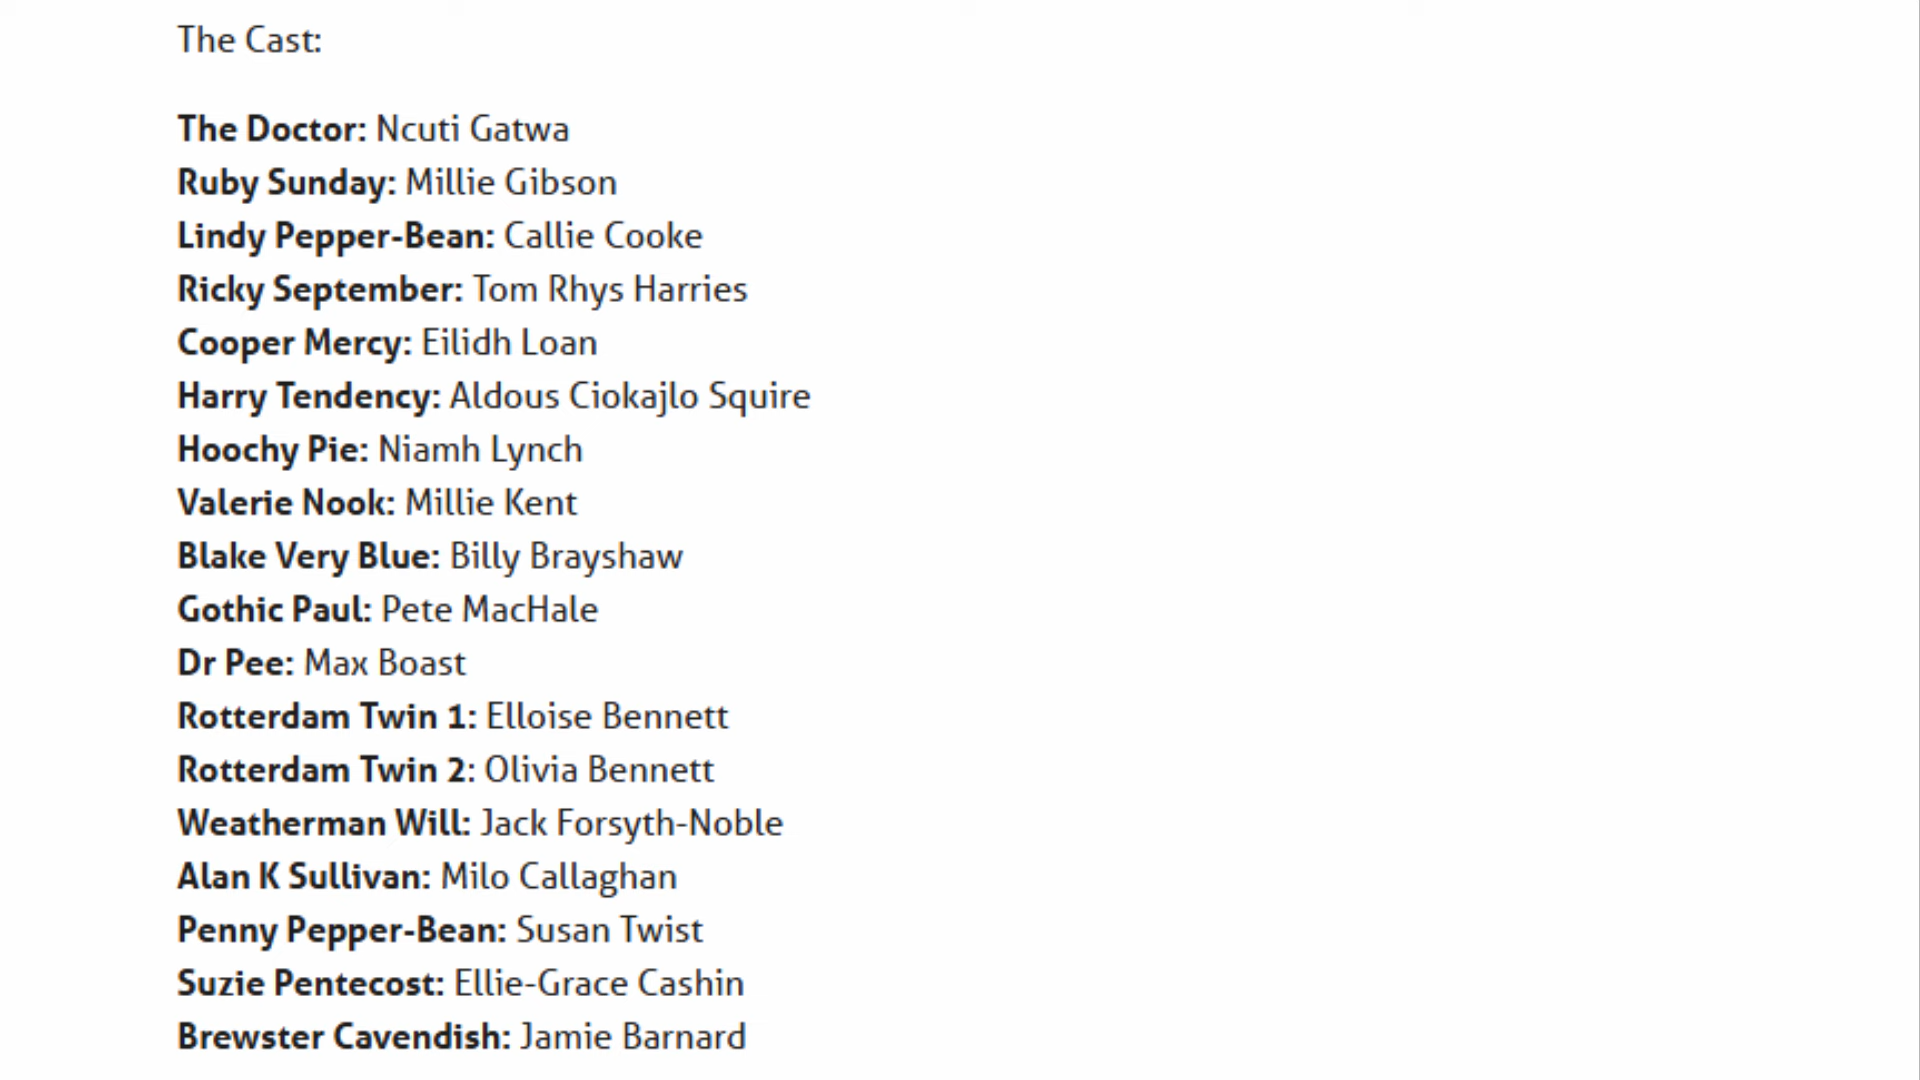 The Cast:
The Doctor: Ncuti Gatwa
Ruby Sunday: Millie Gibson
Lindy Pepper-Bean: Callie Cooke
Ricky September: Tom Rhys Harries
Cooper Mercy: Eilidh Loan
Harry Tendency: Aldous Ciokajlo Squire
Hoochy Pie: Niamh Lynch
Valerie Nook: Millie Kent
Blake Very Blue: Billy Brayshaw
Gothic Paul: Pete MacHale
Dr Pee: Max Boast
Rotterdam Twin 1: Elloise Bennett
Rotterdam Twin 2: Olivia Bennett
Weatherman Will: Jack Forsyth-Noble
Alan K Sullivan: Milo Callaghan
Penny Pepper-Bean: Susan Twist
Suzie Pentecost: Ellie-Grace Cashin
Brewster Cavendish: Jamie Barnard